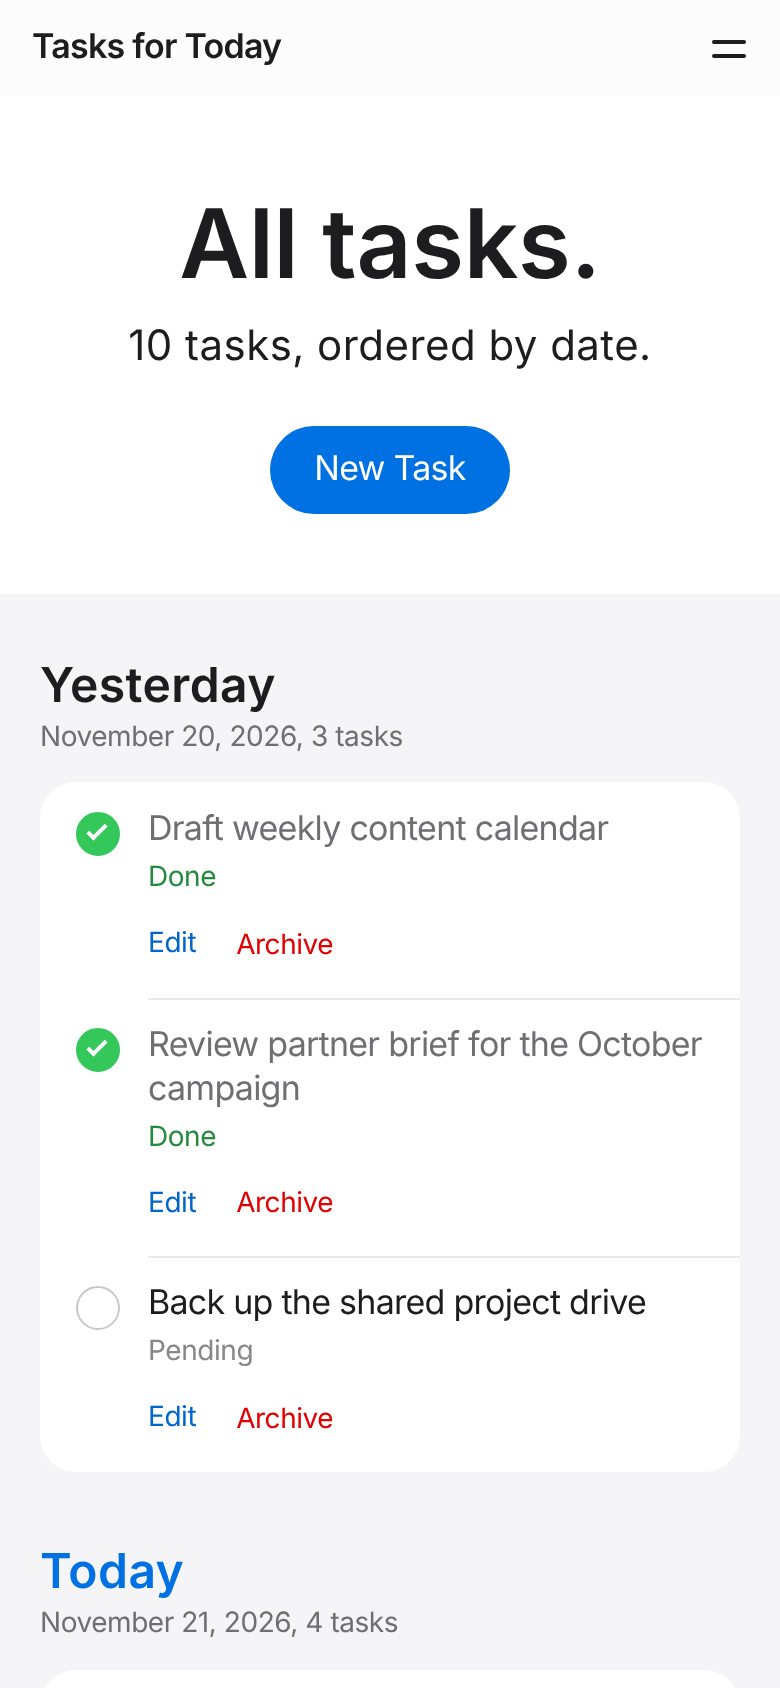 Tasks for Today
All tasks.
10 tasks, ordered by date.
New Task
Yesterday
November 20, 2026, 3 tasks
Draft weekly content calendar
Done
Edit Archive
Review partner brief for the October
campaign
Done
Edit Archive
Back up the shared project drive
Pending
Edit Archive
Today
November 21, 2026, 4 tasks